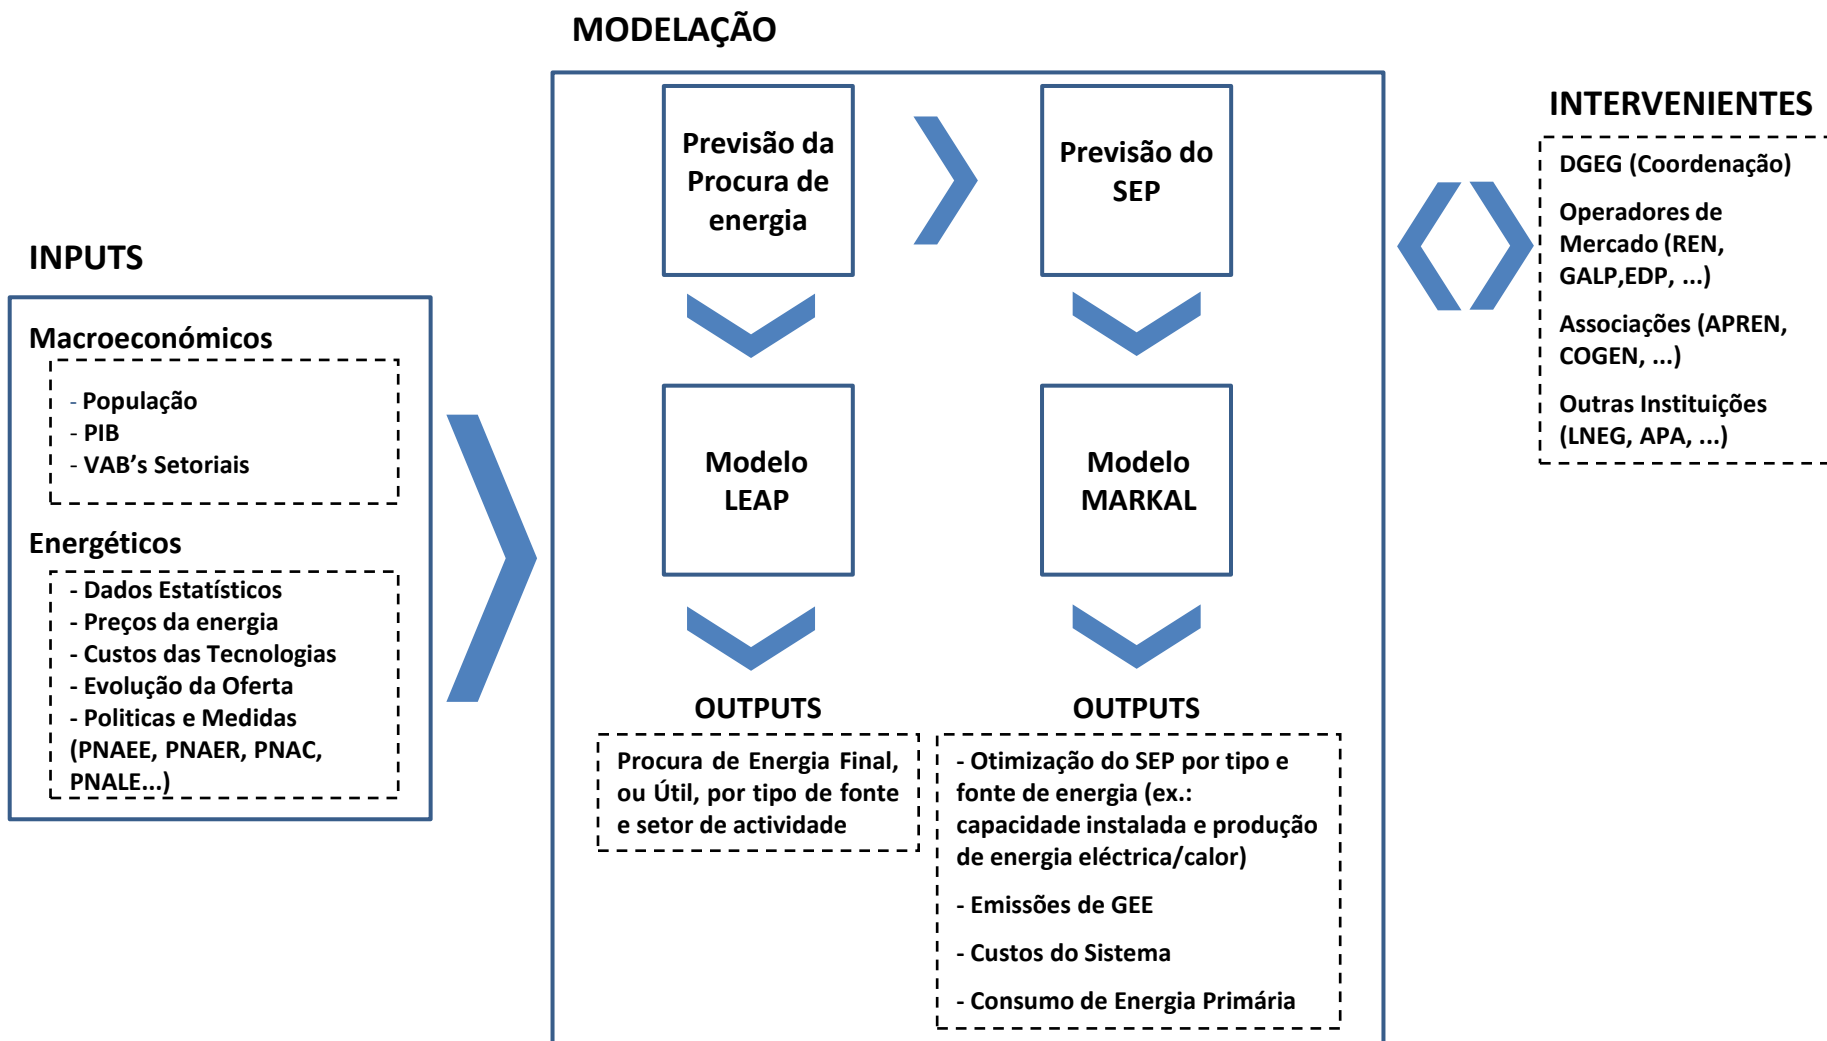 MODELAÇÃO
INPUTS
Macroeconómicos
- População
- PIB
- VAB’s Setoriais
Energéticos
- Dados Estatísticos
- Preços da energia
- Custos das Tecnologias
- Evolução da Oferta
- Politicas e Medidas
(PNAEE, PNAER, PNAC,
PNALE...)
Previsão da
Procura de
energia
Previsão do
SEP
Modelo
LEAP
Modelo
MARKAL
OUTPUTS
Procura de Energia Final,
ou Útil, por tipo de fonte
e setor de actividade
OUTPUTS
- Otimização do SEP por tipo e
fonte de energia (ex.:
capacidade instalada e produção
de energia eléctrica/calor)
- Emissões de GEE
- Custos do Sistema
- Consumo de Energia Primária
INTERVENIENTES
DGEG (Coordenação)
Operadores de
Mercado (REN,
GALP,EDP, ...)
Associações (APREN,
COGEN, ...)
Outras Instituições
(LNEG, APA, ...)